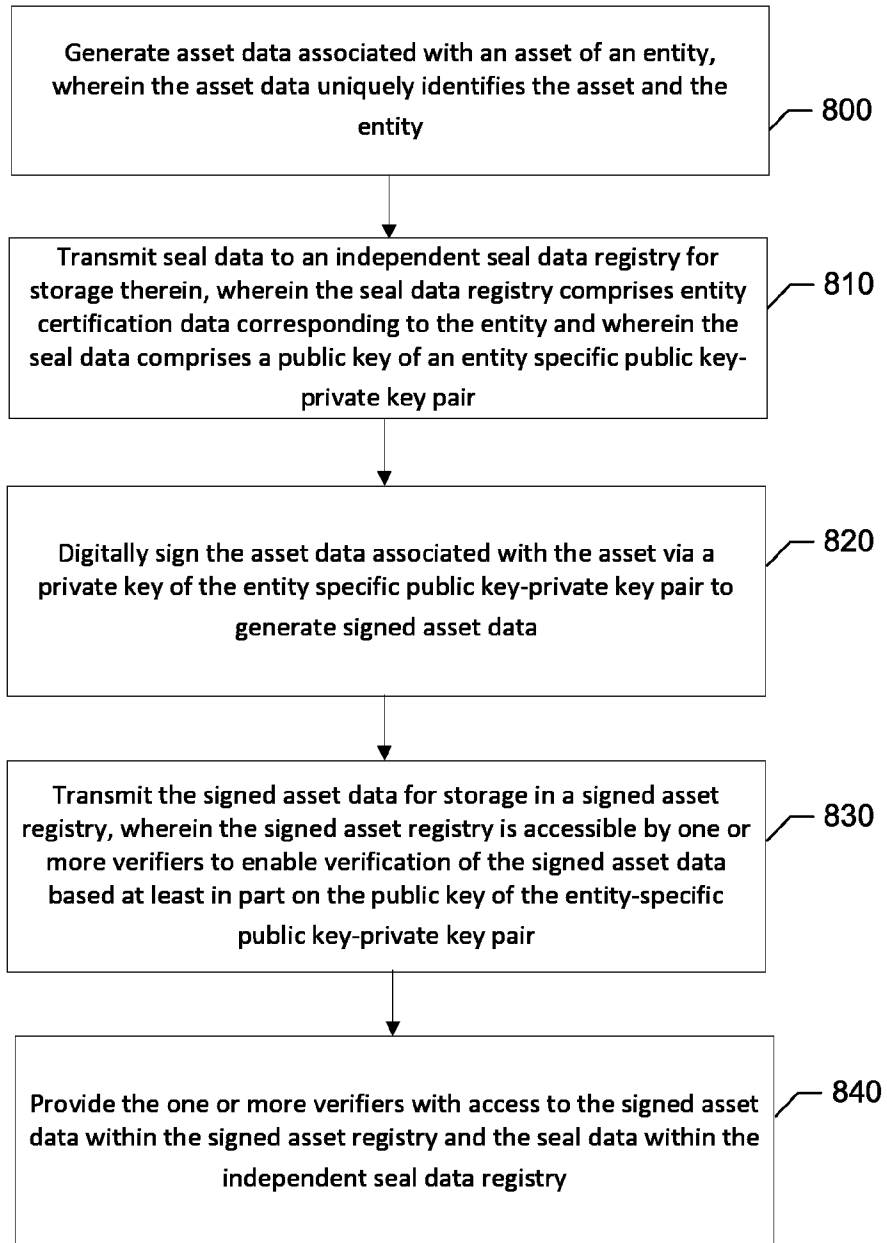 Generate asset data associated with an asset of an entity,
wherein the asset data uniquely identifies the asset and the
entity
800
Transmit seal data to an independent seal data registry for
storage therein, wherein the seal data registry comprises entity
certification data corresponding to the entity and wherein the
seal data comprises a public key of an entity specific public key-
private key pair
810
Digitally sign the asset data associated with the asset via a
private key of the entity specific public key-private key pair to
generate signed asset data
820
Transmit the signed asset data for storage in a signed asset
registry, wherein the signed asset registry is accessible by one or
more verifiers to enable verification of the signed asset data
based at least in part on the public key of the entity-specific
public key-private key pair
830
Provide the one or more verifiers with access to the signed asset
data within the signed asset registry and the seal data within the
independent seal data registry
840